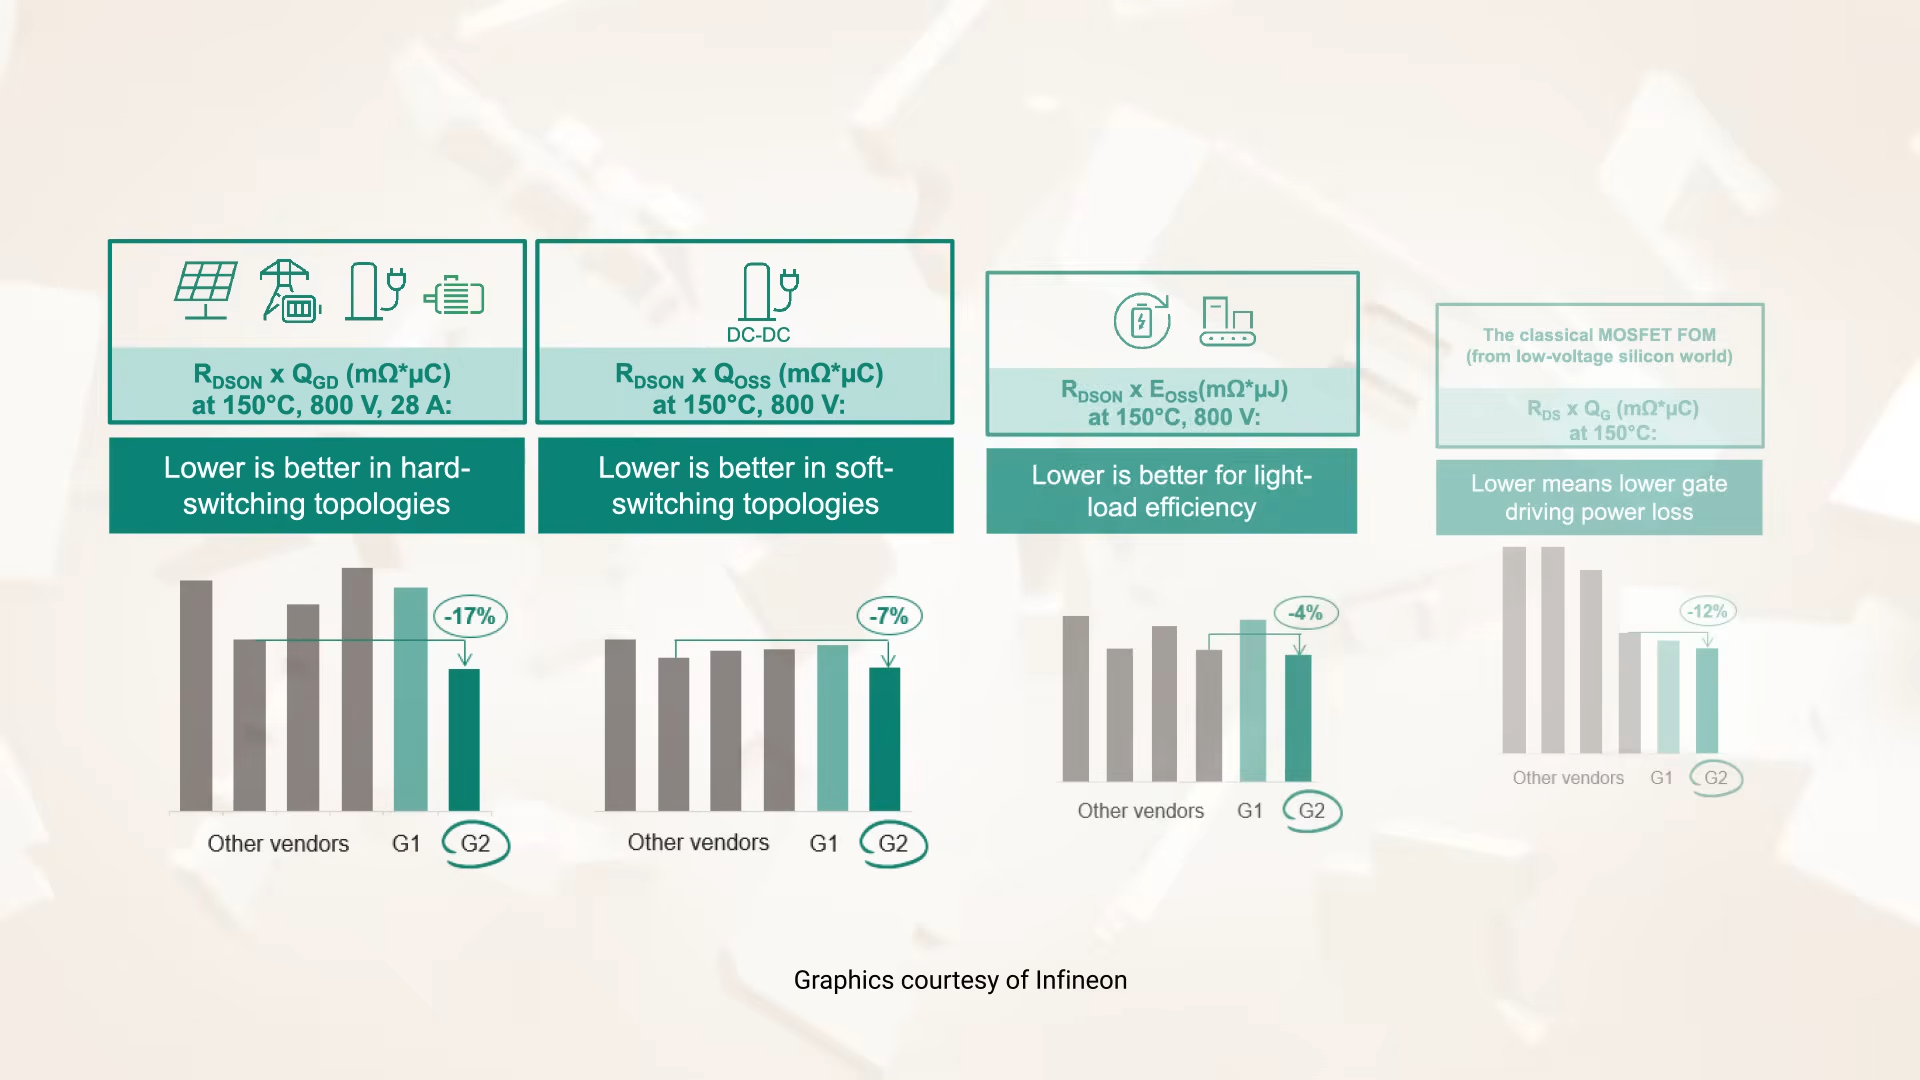 DC-DC
The classical MOSFET FOM
(from low-voltage silicon world)
RDSON x QGD (mΩ*µC)
at 150°C, 800 V, 28 A:
RDSON x QOSS (mΩ*µC)
at 150°C, 800 V:
RDSON x EOSS(mΩ*µJ)
at 150°C, 800 V:
RDS x QG (mΩ*µC)
at 150°C:
Lower is better in hard-
switching topologies
Lower is better in soft-
switching topologies
Lower is better for light-
load efficiency
Lower means lower gate
driving power loss
-17%
-7%
-4%
-12%
Other vendors G1 G2
Other vendors G1 G2
Other vendors G1 G2
Other vendors G1 G2
Graphics courtesy of Infineon